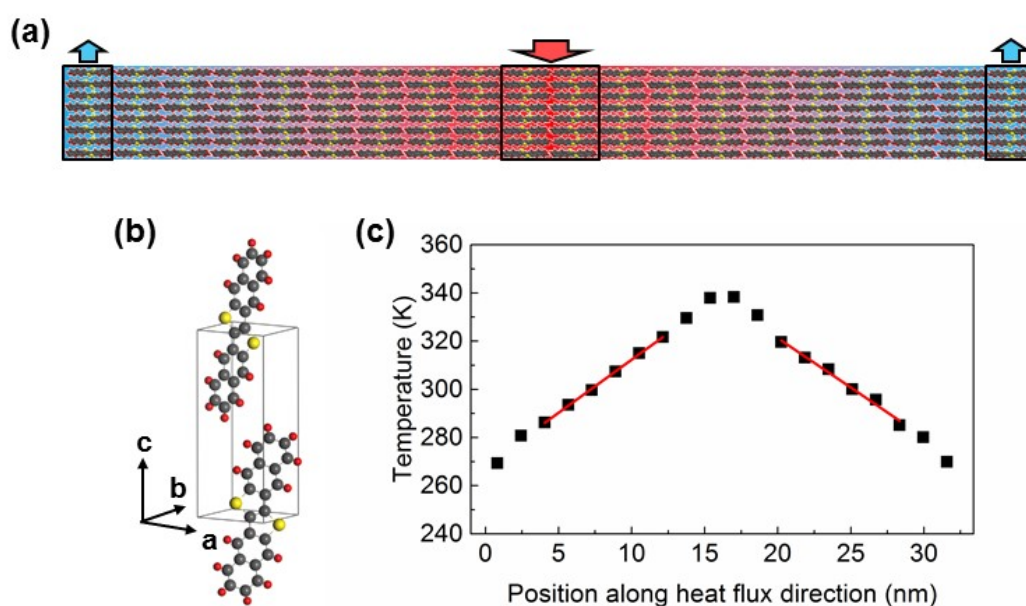 (a)
(b)
c
b
a
(c)
Temperature (K)
360
340
320
300
280
260
240
0 5 10 15 20 25 30
Position along heat flux direction (nm)